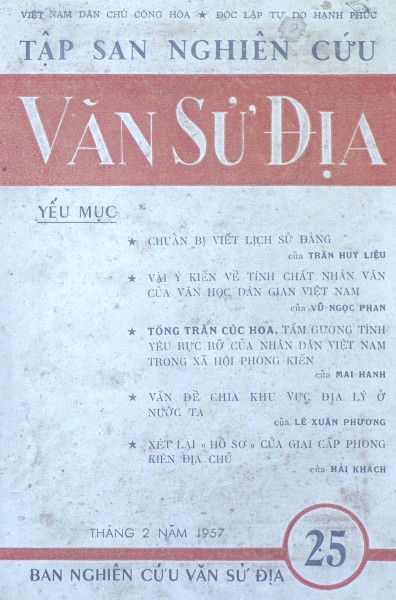 VIỆT NAM DÂN CHỦ CỘNG HÒA ★ ĐỘC LẬP TỰ DO HẠNH PHÚC
TẬP SAN NGHIÊN CỨU
VĂN SỬ ĐỊA
YẾU MỤC
★ CHUẨN BỊ VIẾT LỊCH SỬ ĐẢNG
của TRẦN HUY LIỆU
★ VÀI Ý KIẾN VỀ TÍNH CHẤT NHÂN VĂN
CỦA VĂN HỌC DÂN GIAN VIỆT NAM
của VŨ NGỌC PHAN
★ TỐNG TRÂN CÚC HOA, TẤM GƯƠNG TÌNH
YÊU RỰC RỠ CỦA NHÂN DÂN VIỆT NAM
TRONG XÃ HỘI PHONG KIẾN
của MAI HANH
★ VẤN ĐỀ CHIA KHU VỰC ĐỊA LÝ Ở
NƯỚC TA
của LÊ XUÂN PHƯƠNG
★ XÉT LẠI « HỒ SƠ » CỦA GIAI CẤP PHONG
KIẾN ĐỊA CHỦ
của HẢI KHÁCH
THÁNG 2 NĂM 1957
25
BAN NGHIÊN CỨU VĂN SỬ ĐỊA